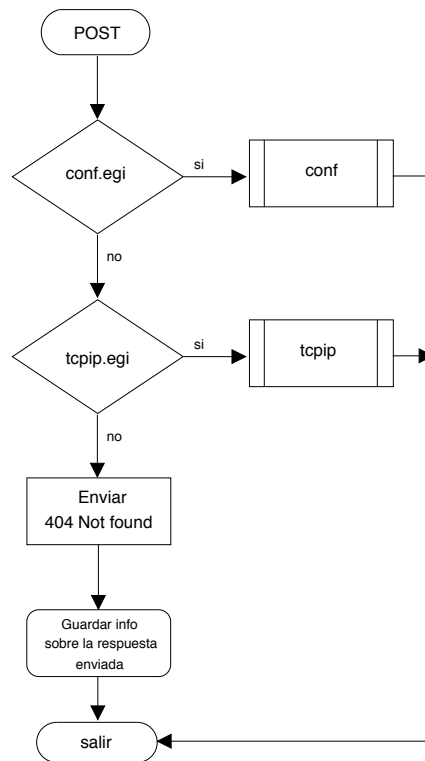 POST
conf.egi
si
conf
no
tcpip.egi
si
tcpip
no
Enviar
404 Not found
Guardar info
sobre la respuesta
enviada
salir